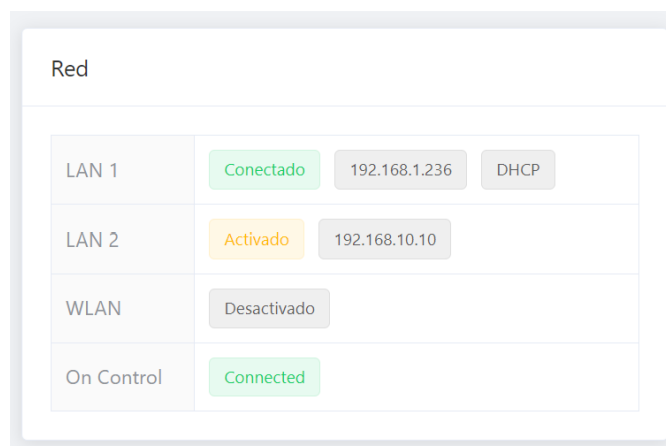 Red
LAN 1 Conectado 192.168.1.236 DHCP
LAN 2 Activado 192.168.10.10
WLAN Desactivado
On Control Connected